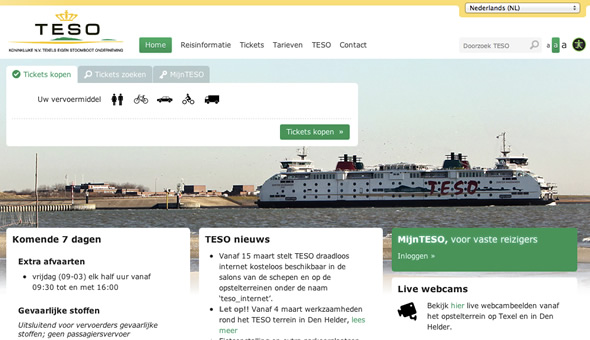 Nederlands (NL)
TESO
KONINKLIJKE N.V. TEXELS EIGEN STOOMBOOT ONDERNEMING
Home Reisinformatie Tickets Tarieven TESO Contact
Doorzoek TESO
a a a
Tickets kopen Tickets zoeken MijnTESO
Uw vervoermiddel
Tickets kopen »
TESO
Komende 7 dagen
Extra afvaarten
vrijdag (09-03) elk half uur vanaf
09:30 tot en met 16:00
Gevaarlijke stoffen
Uitsluitend voor vervoerders gevaarlijke
stoffen; geen passagiersvervoer
TESO nieuws
Vanaf 15 maart stelt TESO draadloos
internet kosteloos beschikbaar in de
salons van de schepen en op de
opstelterreinen onder de naam
'teso_internet'.
Let op!! Vanaf 4 maart werkzaamheden
rond het TESO terrein in Den Helder, lees
meer
MijnTESO, voor vaste reizigers
Inloggen »
Live webcams
Bekijk hier live webcambeelden vanaf
het opstelterrein op Texel en in Den
Helder.